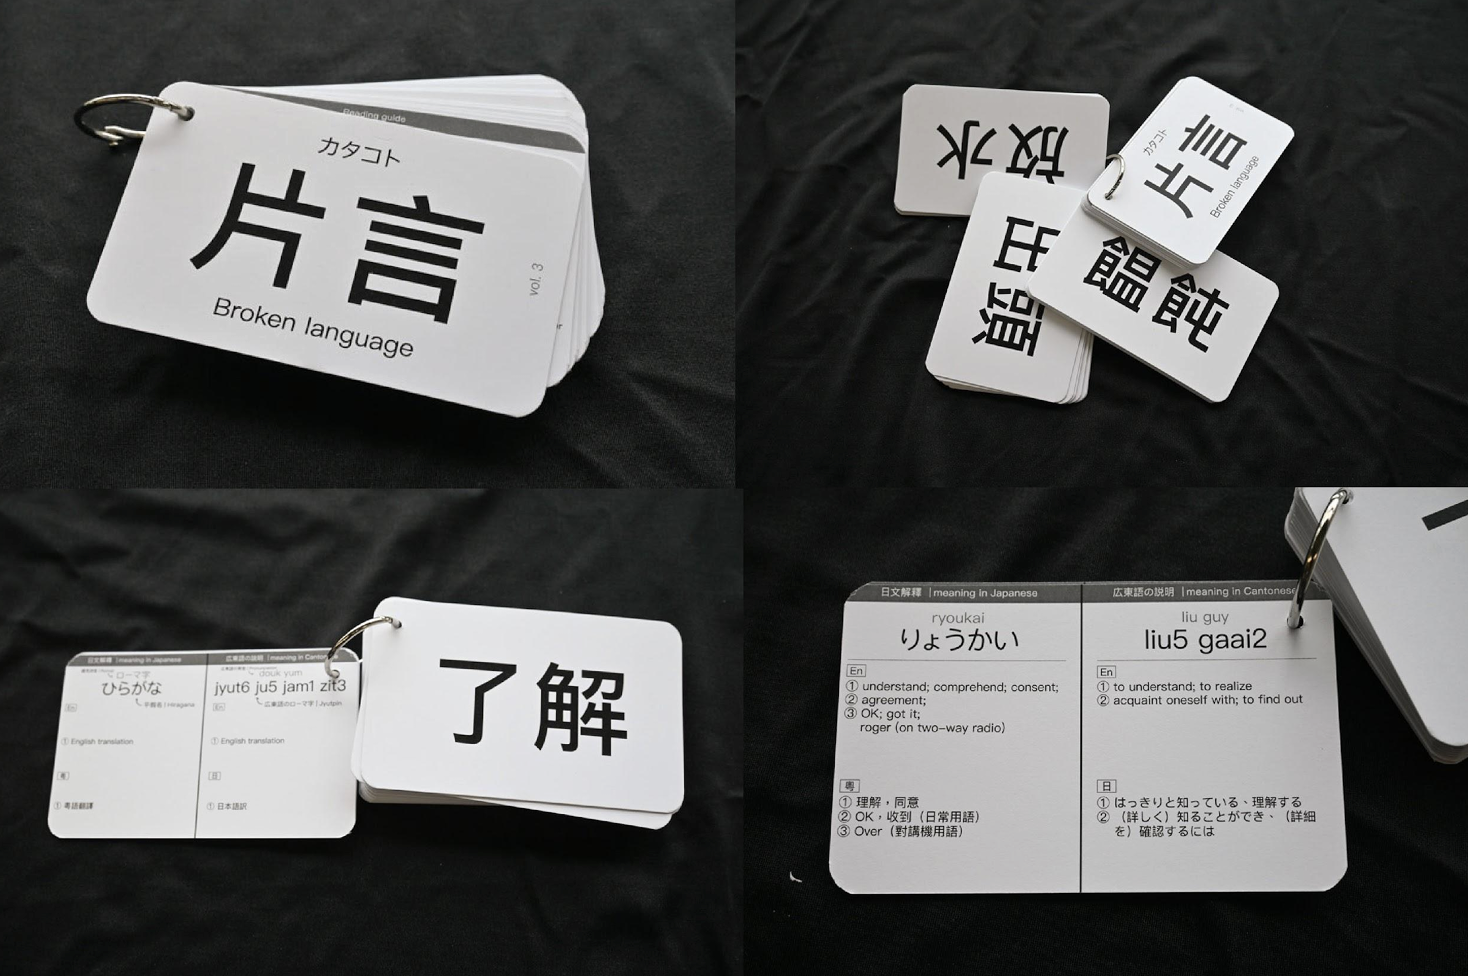 Reading guide
カタコト
片言
Broken language
vol. 3
放水
出頭
饂飩
カタコト
片言
Broken language
日文解釋 | meaning in Japanese
広東語の説明 | meaning in Cantonese
ローマ字
ひらがな
平假名 | Hiragana
En
① English translation
粵
① 粵語翻譯
douk yum
jyut6 ju5 jam1 zit3
広東語のローマ字 | Jyutpin
En
① English translation
日
① 日本語訳
了解
日文解釋 | meaning in Japanese
ryoukai
りょうかい
En
① understand; comprehend; consent;
② agreement;
③ OK; got it;
roger (on two-way radio)
粵
① 理解，同意
② OK，收到（日常用語）
③ Over（對講機用語）
広東語の説明 | meaning in Cantonese
liu guy
liu5 gaai2
En
① to understand; to realize
② acquaint oneself with; to find out
日
① はっきりと知っている、理解する
② （詳しく）知ることができ、（詳細
を）確認するには